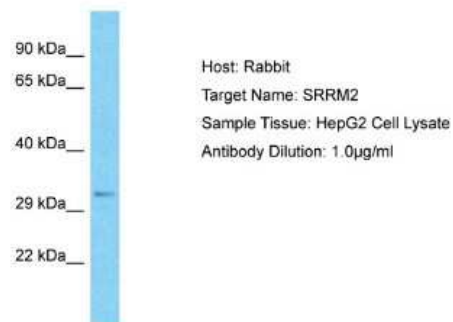 90 kDa__
65 kDa__
40 kDa__
29 kDa__
22 kDa__
Host: Rabbit
Target Name: SRRM2
Sample Tissue: HepG2 Cell Lysate
Antibody Dilution: 1.0µg/ml